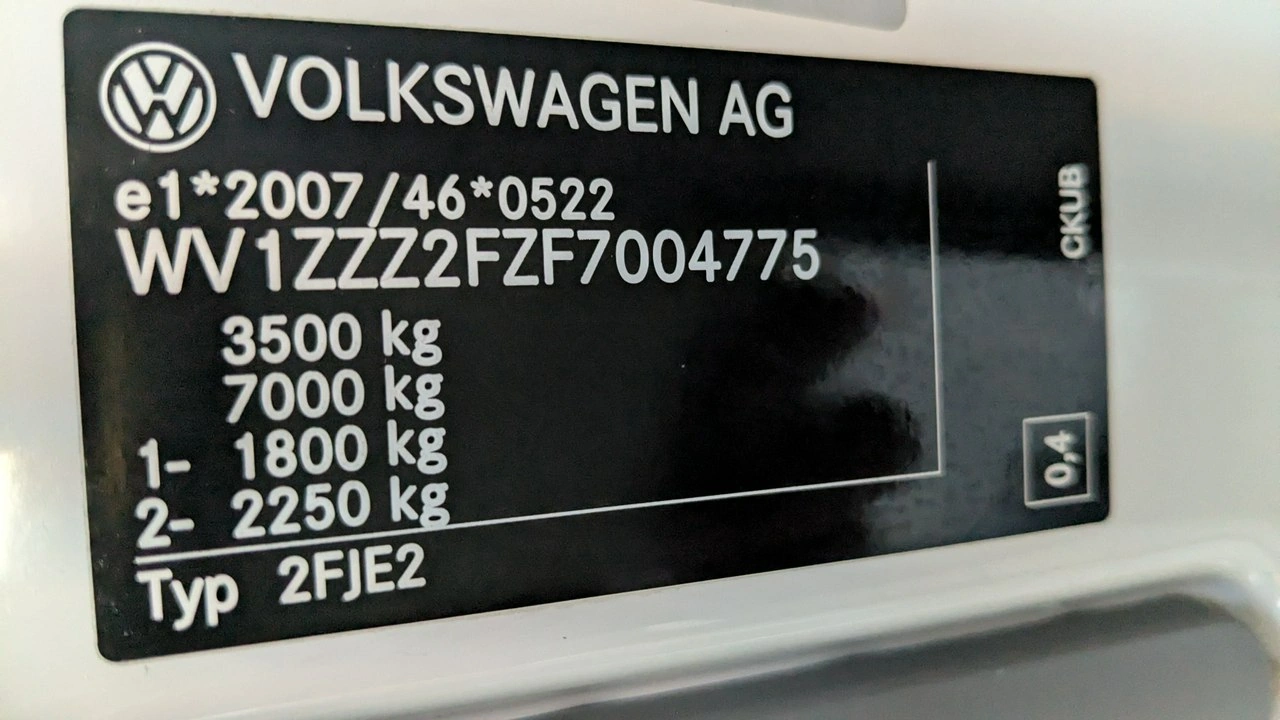 VOLKSWAGEN AG
e1*2007/46*0522
WV1ZZZ2FZF7004775
3500 kg
7000 kg
1- 1800 kg
2- 2250 kg
Typ 2FJE2
CKUB
0,4